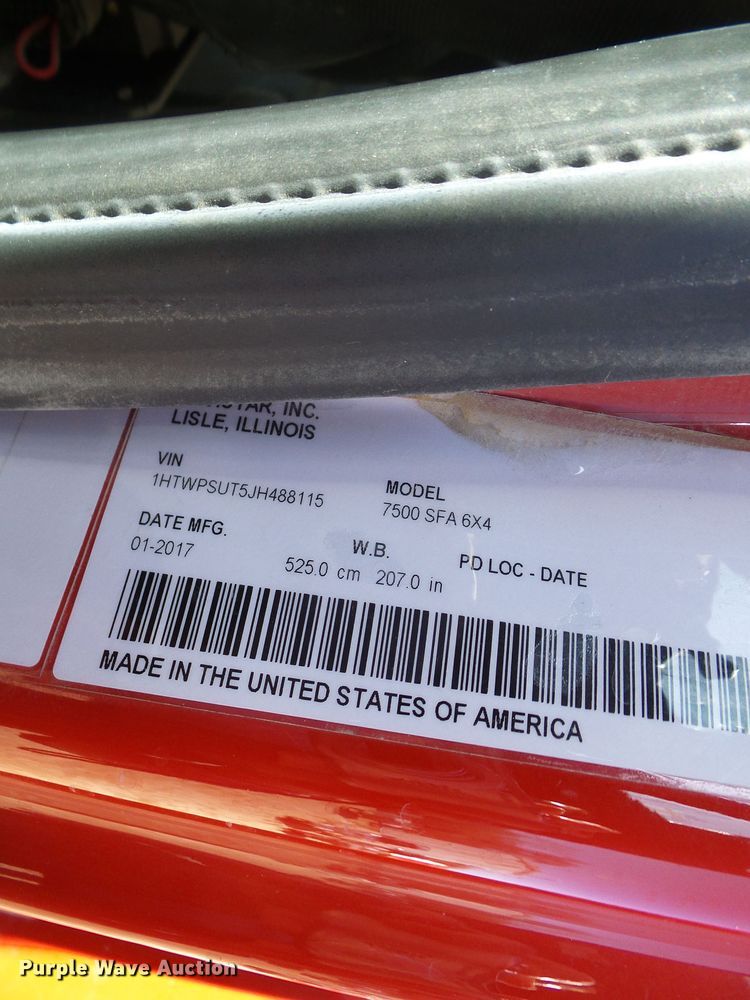 INC.
LISLE, ILLINOIS
VIN
1HTWPSUT5JH488115
MODEL
7500 SFA 6X4
DATE MFG.
01-2017
W.B.
525.0 cm 207.0 in
PD LOC - DATE
MADE IN THE UNITED STATES OF AMERICA
Purple Wave Auction